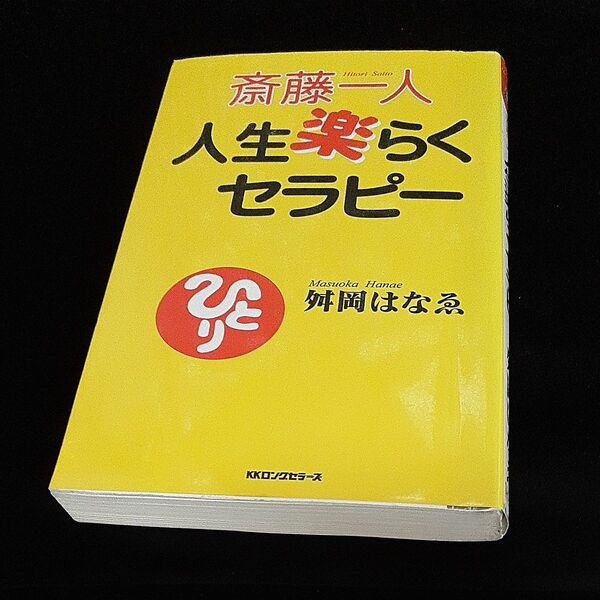 Hitori Saito
斎藤一人
人生楽らく
セラピー
ひとり
Masuoka Hanae
舛岡はなゑ
KKロングセラーズ